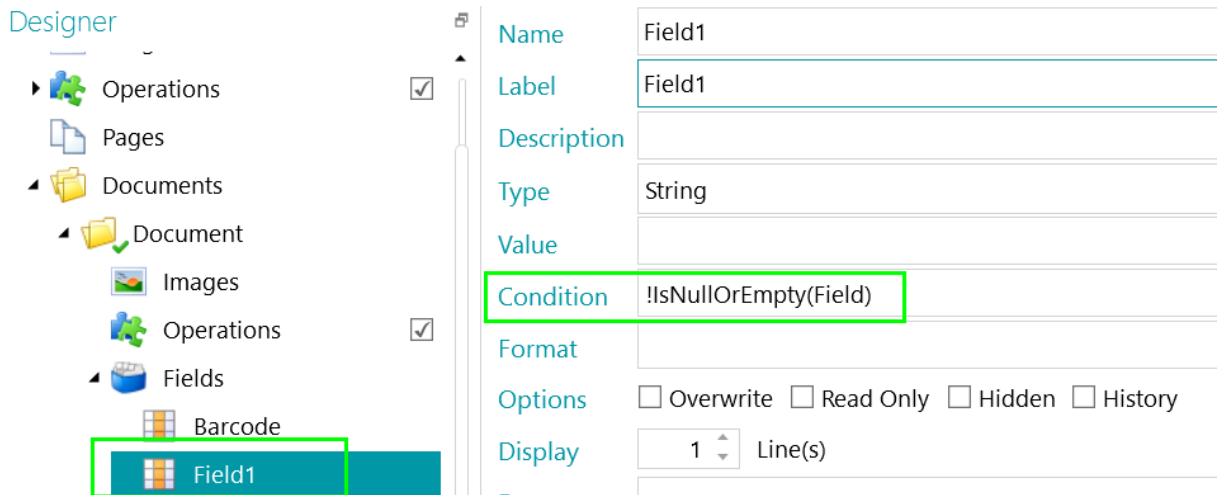 Designer
Operations
Pages
Documents
Document
Images
Operations
Fields
Barcode
Field1
Name Field1
Label Field1
Description
Type String
Value
Condition !IsNullOrEmpty(Field)
Format
Options Overwrite Read Only Hidden History
Display 1 Line(s)